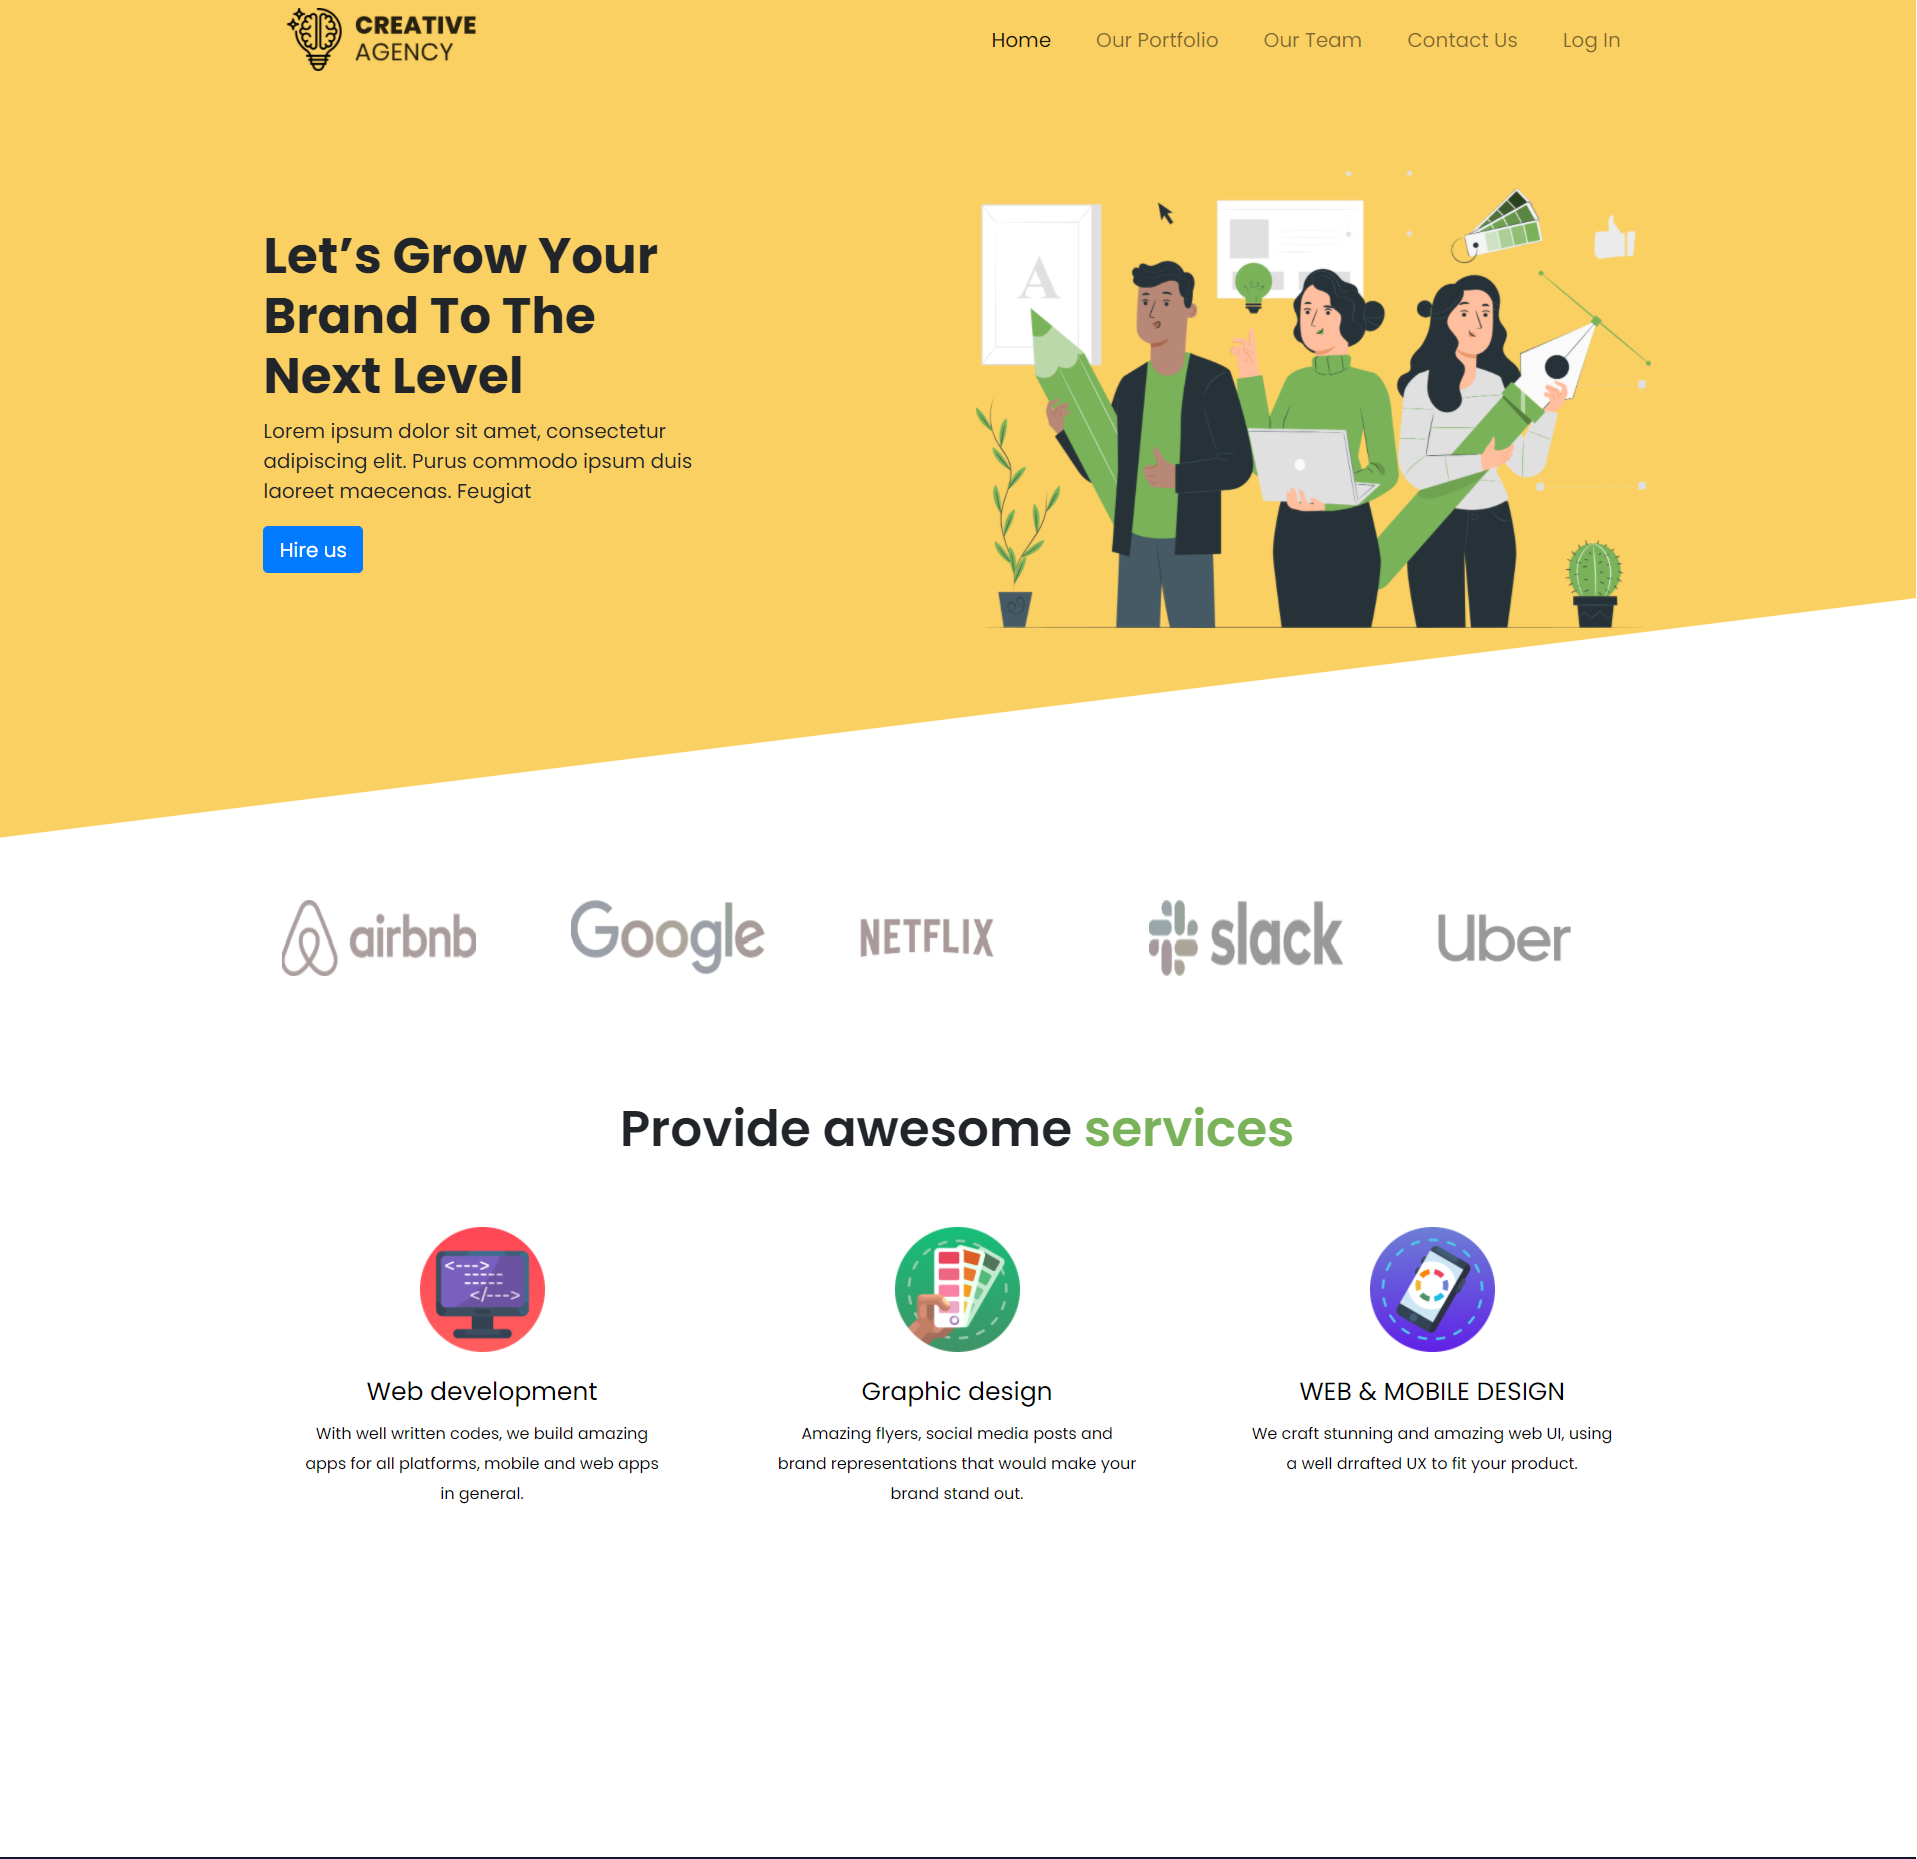 CREATIVE
AGENCY
Home Our Portfolio Our Team Contact Us Log In
A
Let’s Grow Your
Brand To The
Next Level
Lorem ipsum dolor sit amet, consectetur
adipiscing elit. Purus commodo ipsum duis
laoreet maecenas. Feugiat
Hire us
airbnb Google NETFLIX slack Uber
Provide awesome services
<---->
</--->
Web development
With well written codes, we build amazing
apps for all platforms, mobile and web apps
in general.
Graphic design
Amazing flyers, social media posts and
brand representations that would make your
brand stand out.
WEB & MOBILE DESIGN
We craft stunning and amazing web UI, using
a well drrafted UX to fit your product.